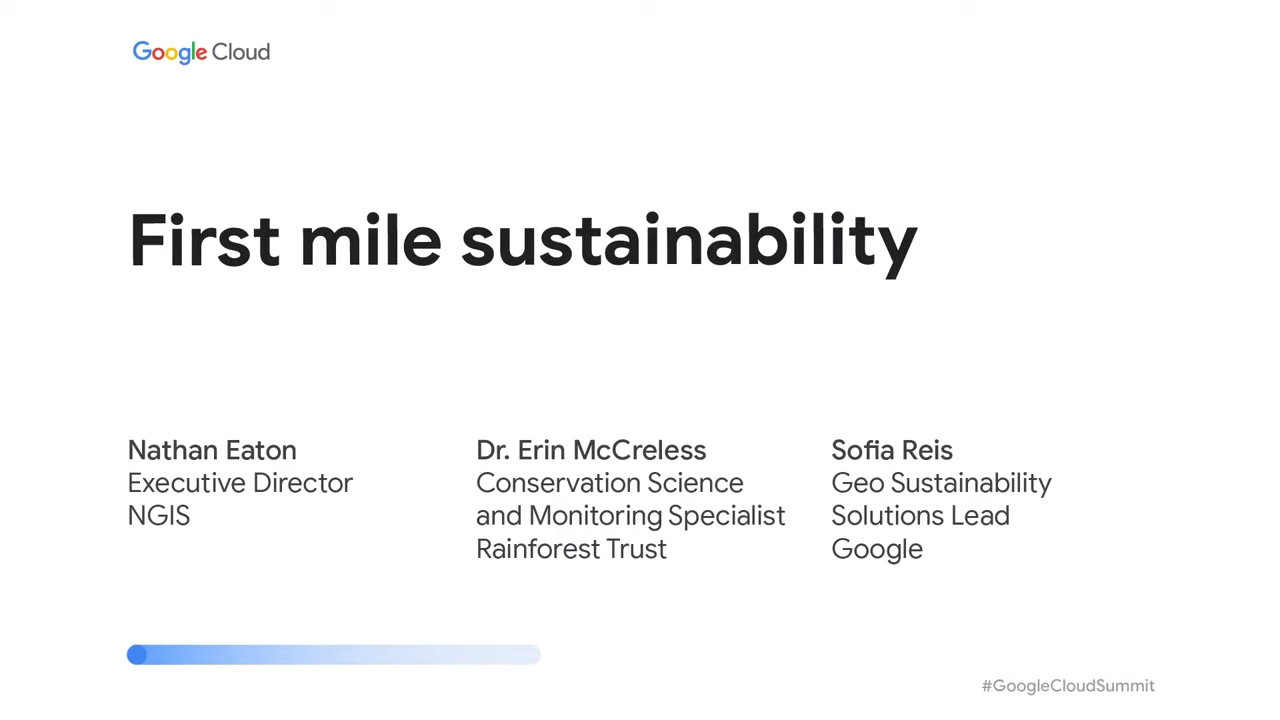 Google Cloud
First mile sustainability
Nathan Eaton
Executive Director
NGIS
Dr. Erin McCreless
Conservation Science
and Monitoring Specialist
Rainforest Trust
Sofia Reis
Geo Sustainability
Solutions Lead
Google
#GoogleCloudSummit